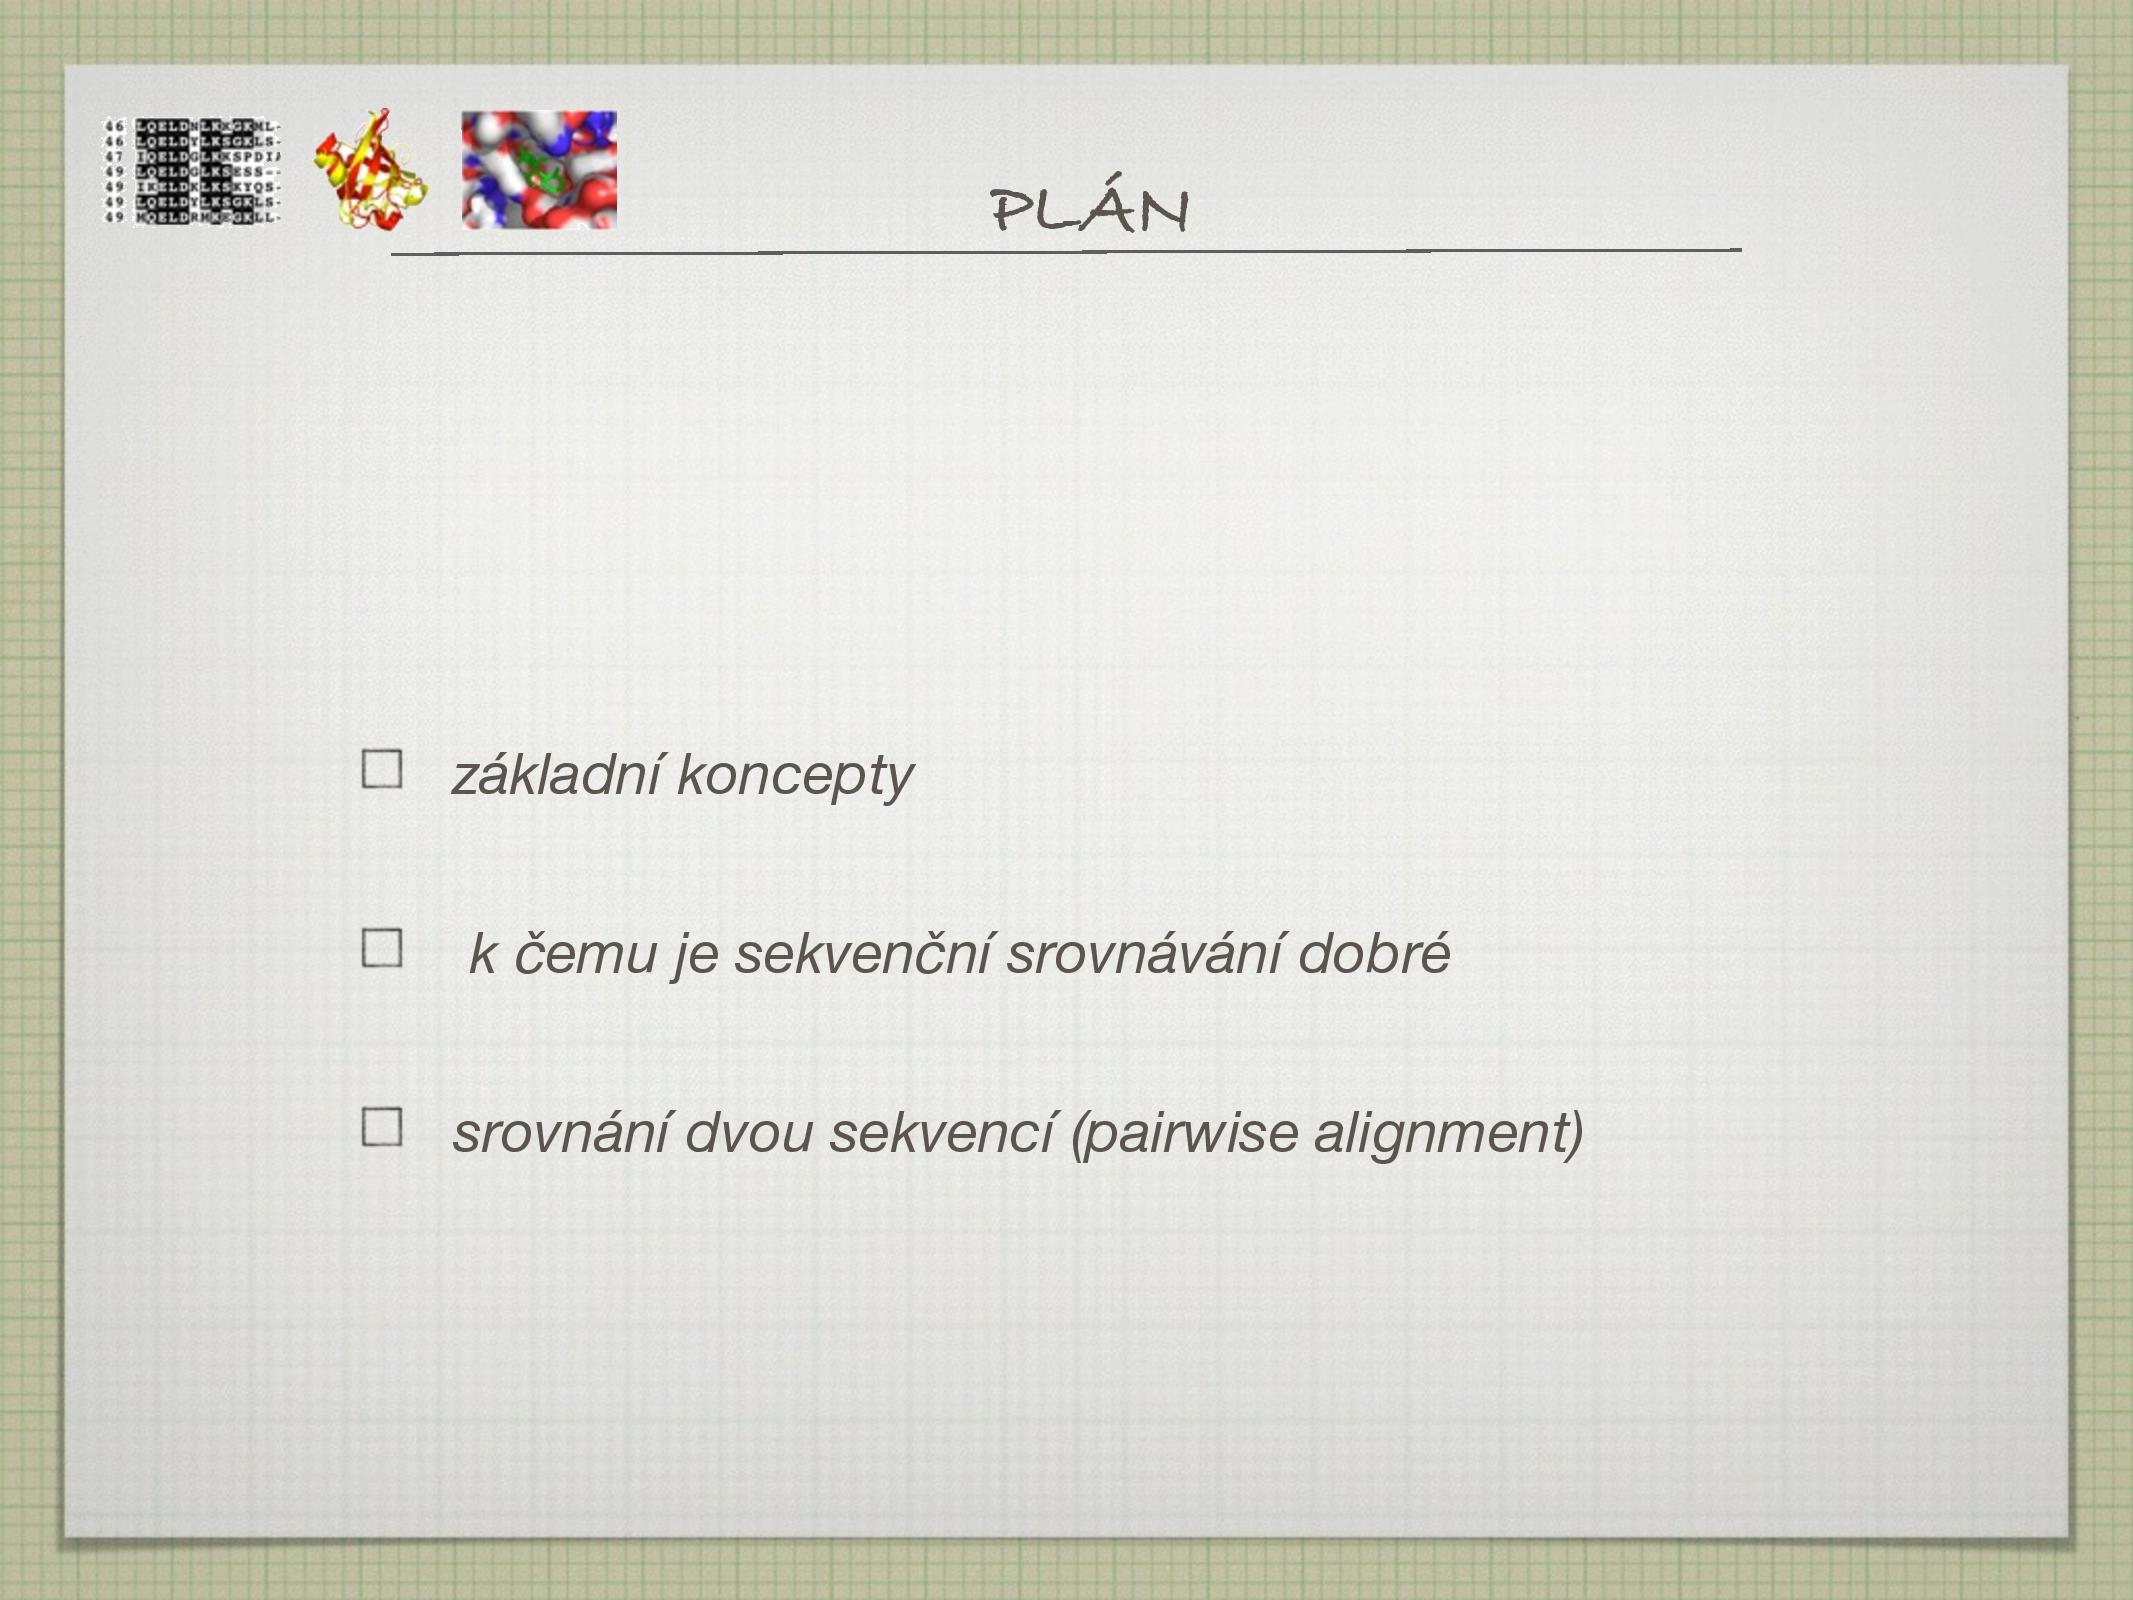 46 LQELDNLKKGKML-
46 LQELDYLKSGKLS-
47 IQELDGLKKSPDI
49 LQELDGLKSESS--
49 IKELDKLKSKYQS-
49 LQELDYLKSGKLS-
49 MQELDRMKEGKLL-
PLÁN
základní koncepty
k čemu je sekvenční srovnávání dobré
srovnání dvou sekvencí (pairwise alignment)